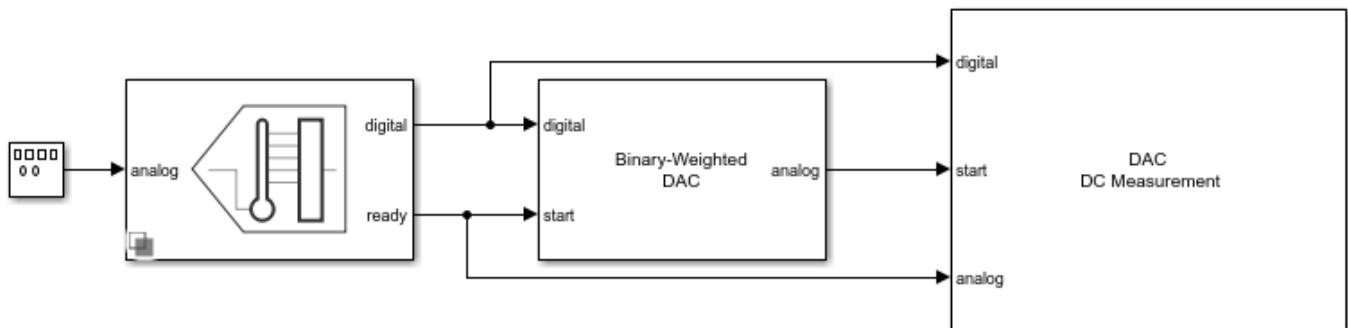 analog
digital
ready
digital
start
Binary-Weighted
DAC
analog
digital
start
analog
DAC
DC Measurement